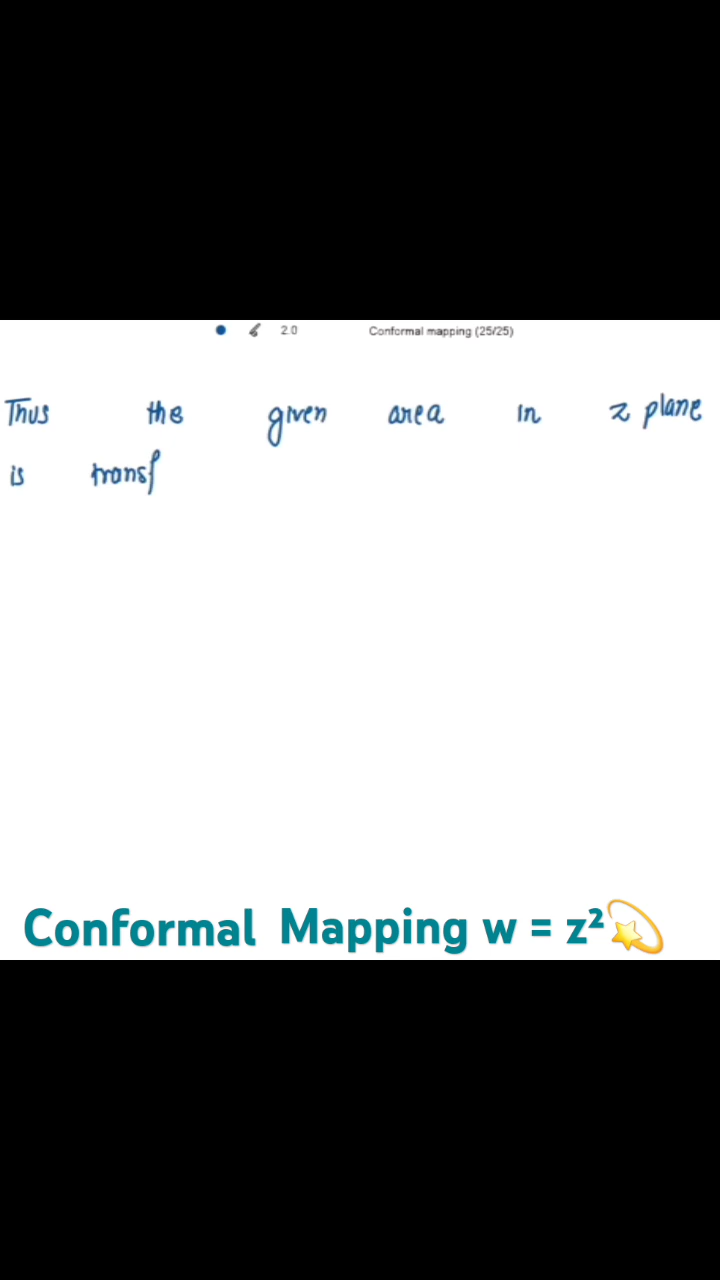 2.0 Conformal mapping (25/25)
Thus the given area in z plane
is transf
Conformal Mapping w = z²💫